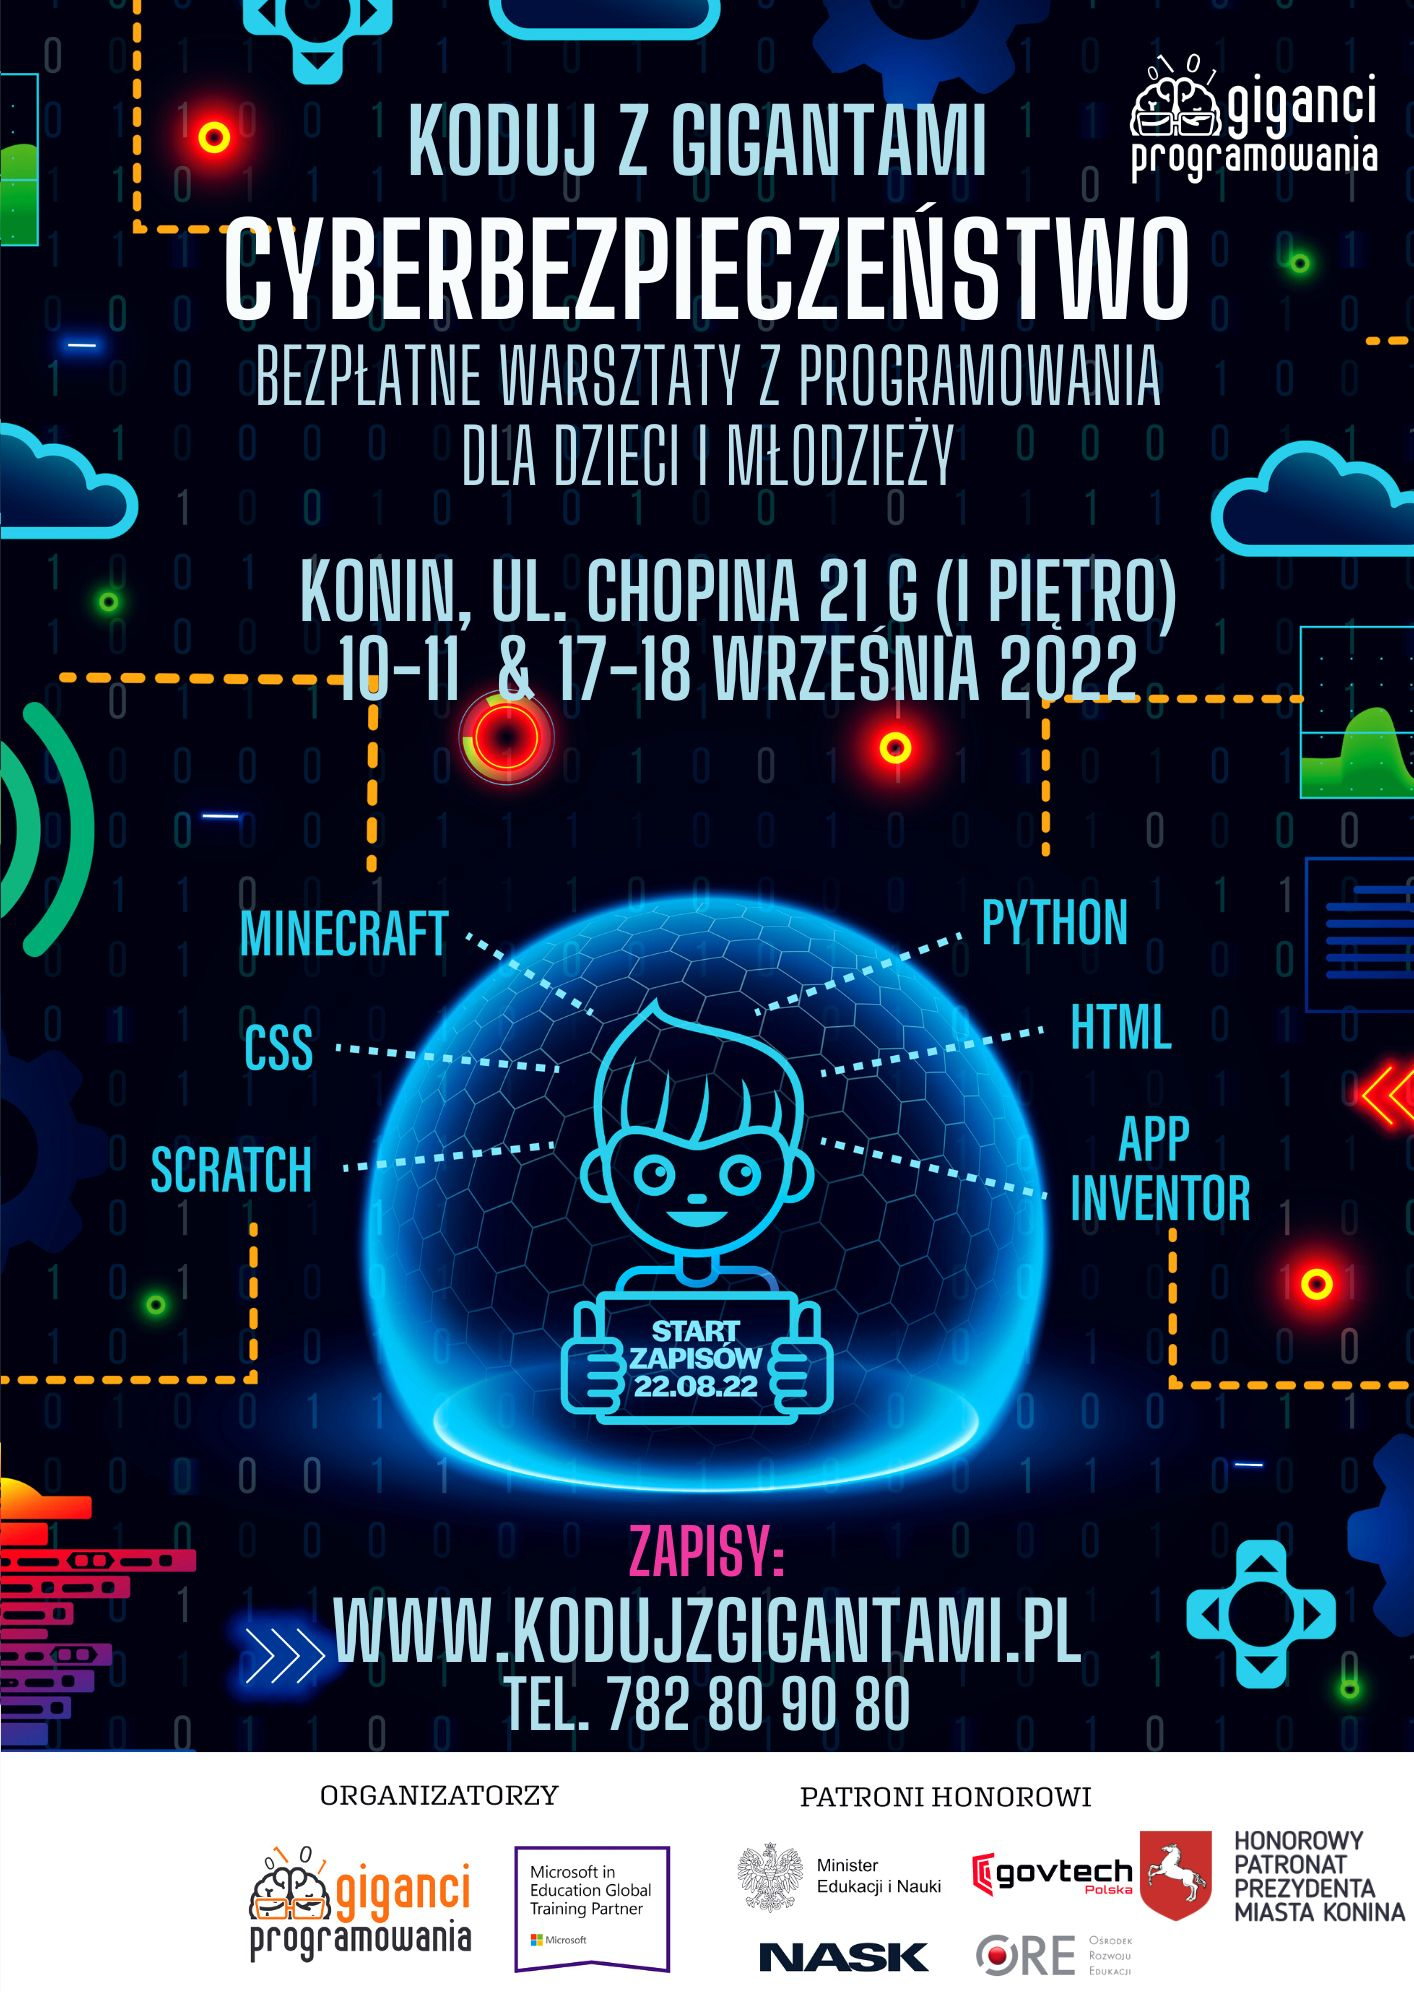 giganci
programowania
KODUJ Z GIGANTAMI
CYBERBEZPIECZEŃSTWO
BEZPŁATNE WARSZTATY Z PROGRAMOWANIA
DLA DZIECI I MŁODZIEŻY
KONIN, UL. CHOPINA 21 G (I PIĘTRO)
10-11 & 17-18 WRZEŚNIA 2022
MINECRAFT
PYTHON
CSS
HTML
SCRATCH
APP
INVENTOR
START
ZAPISÓW
22.08.22
ZAPISY:
WWW.KODUJZGIGANTAMI.PL
TEL. 782 80 90 80
ORGANIZATORZY
giganci
programowania
Microsoft in
Education Global
Training Partner
Microsoft
PATRONI HONOROWI
Minister
Edukacji i Nauki
govtech
Polska
HONOROWY
PATRONAT
PREZYDENTA
MIASTA KONINA
NASK
ORE
Ośrodek
Rozwoju
Edukacji